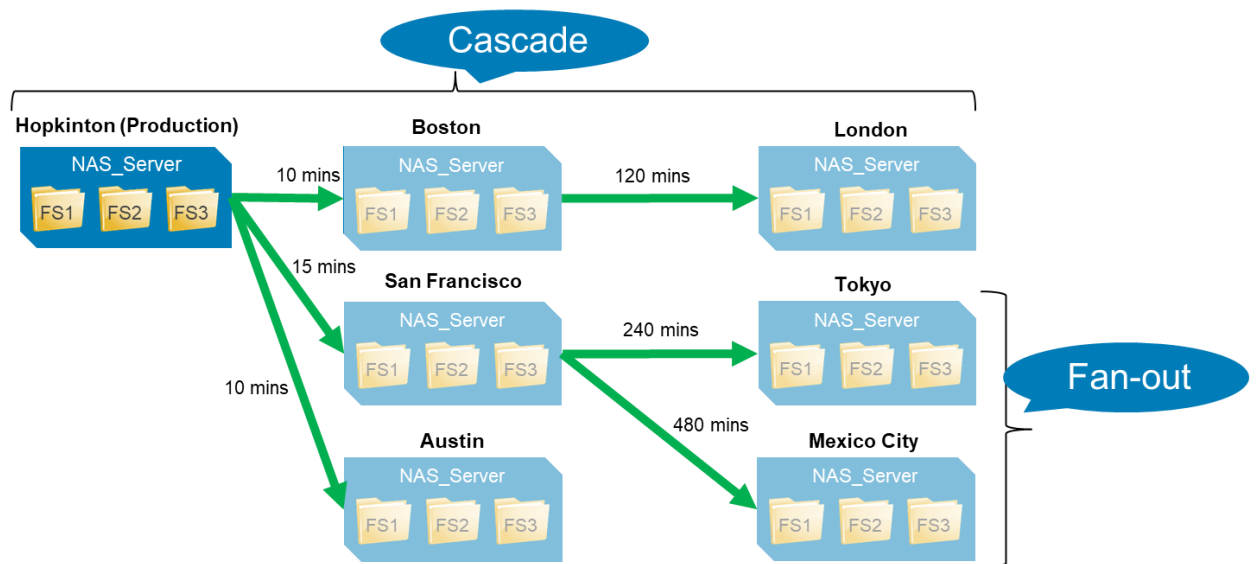 Cascade
Hopkinton (Production)
Boston
London
NAS_Server
FS1 FS2 FS3
10 mins
NAS_Server
FS1 FS2 FS3
120 mins
NAS_Server
FS1 FS2 FS3
15 mins
San Francisco
Tokyo
NAS_Server
FS1 FS2 FS3
240 mins
NAS_Server
FS1 FS2 FS3
Fan-out
10 mins
480 mins
Austin
Mexico City
NAS_Server
FS1 FS2 FS3
NAS_Server
FS1 FS2 FS3